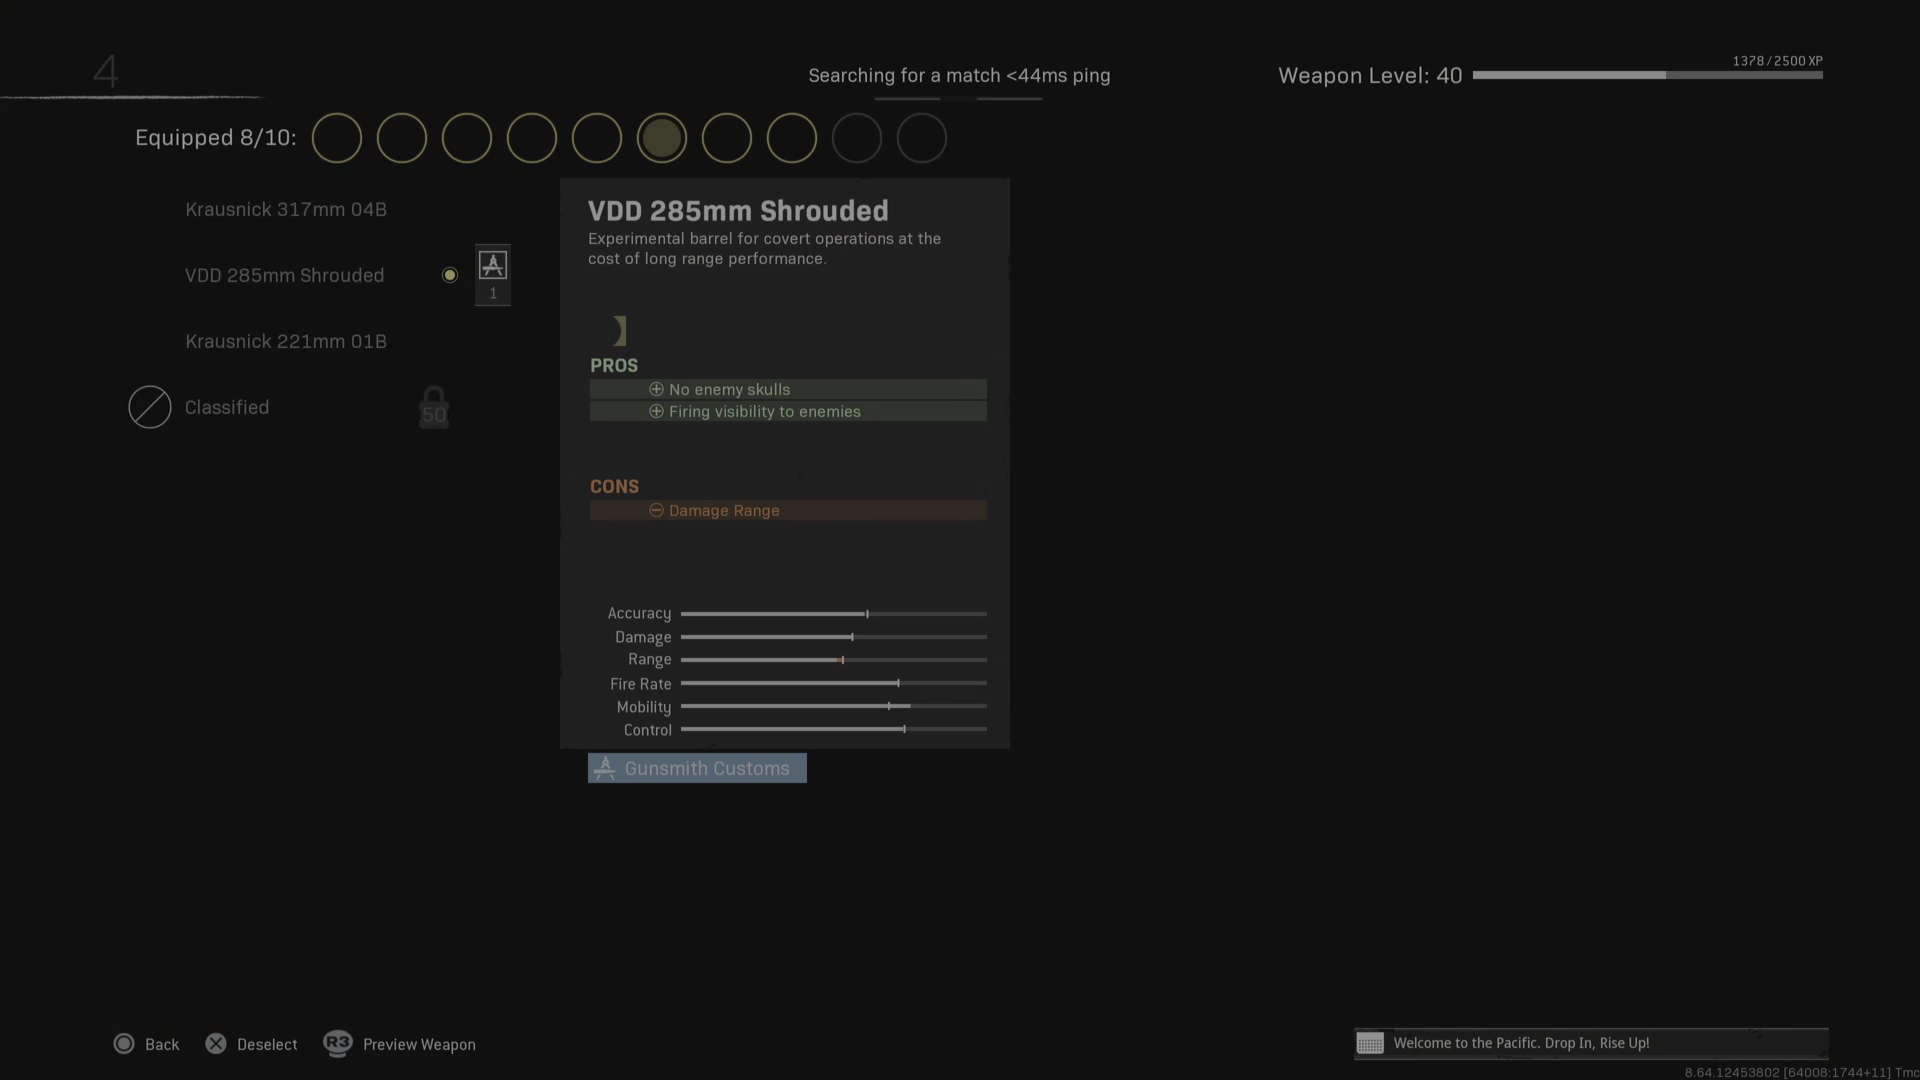 4
Searching for a match <44ms ping
Weapon Level: 40
1378 / 2500 XP
Equipped 8/10:
Krausnick 317mm 04B
VDD 285mm Shrouded
1
Krausnick 221mm 01B
Classified
50
VDD 285mm Shrouded
Experimental barrel for covert operations at the
cost of long range performance.
PROS
No enemy skulls
Firing visibility to enemies
CONS
Damage Range
Accuracy
Damage
Range
Fire Rate
Mobility
Control
Gunsmith Customs
Back
Deselect
R3
Preview Weapon
Welcome to the Pacific. Drop In, Rise Up!
8.64.12453802 [64008:1744+11] Tmc